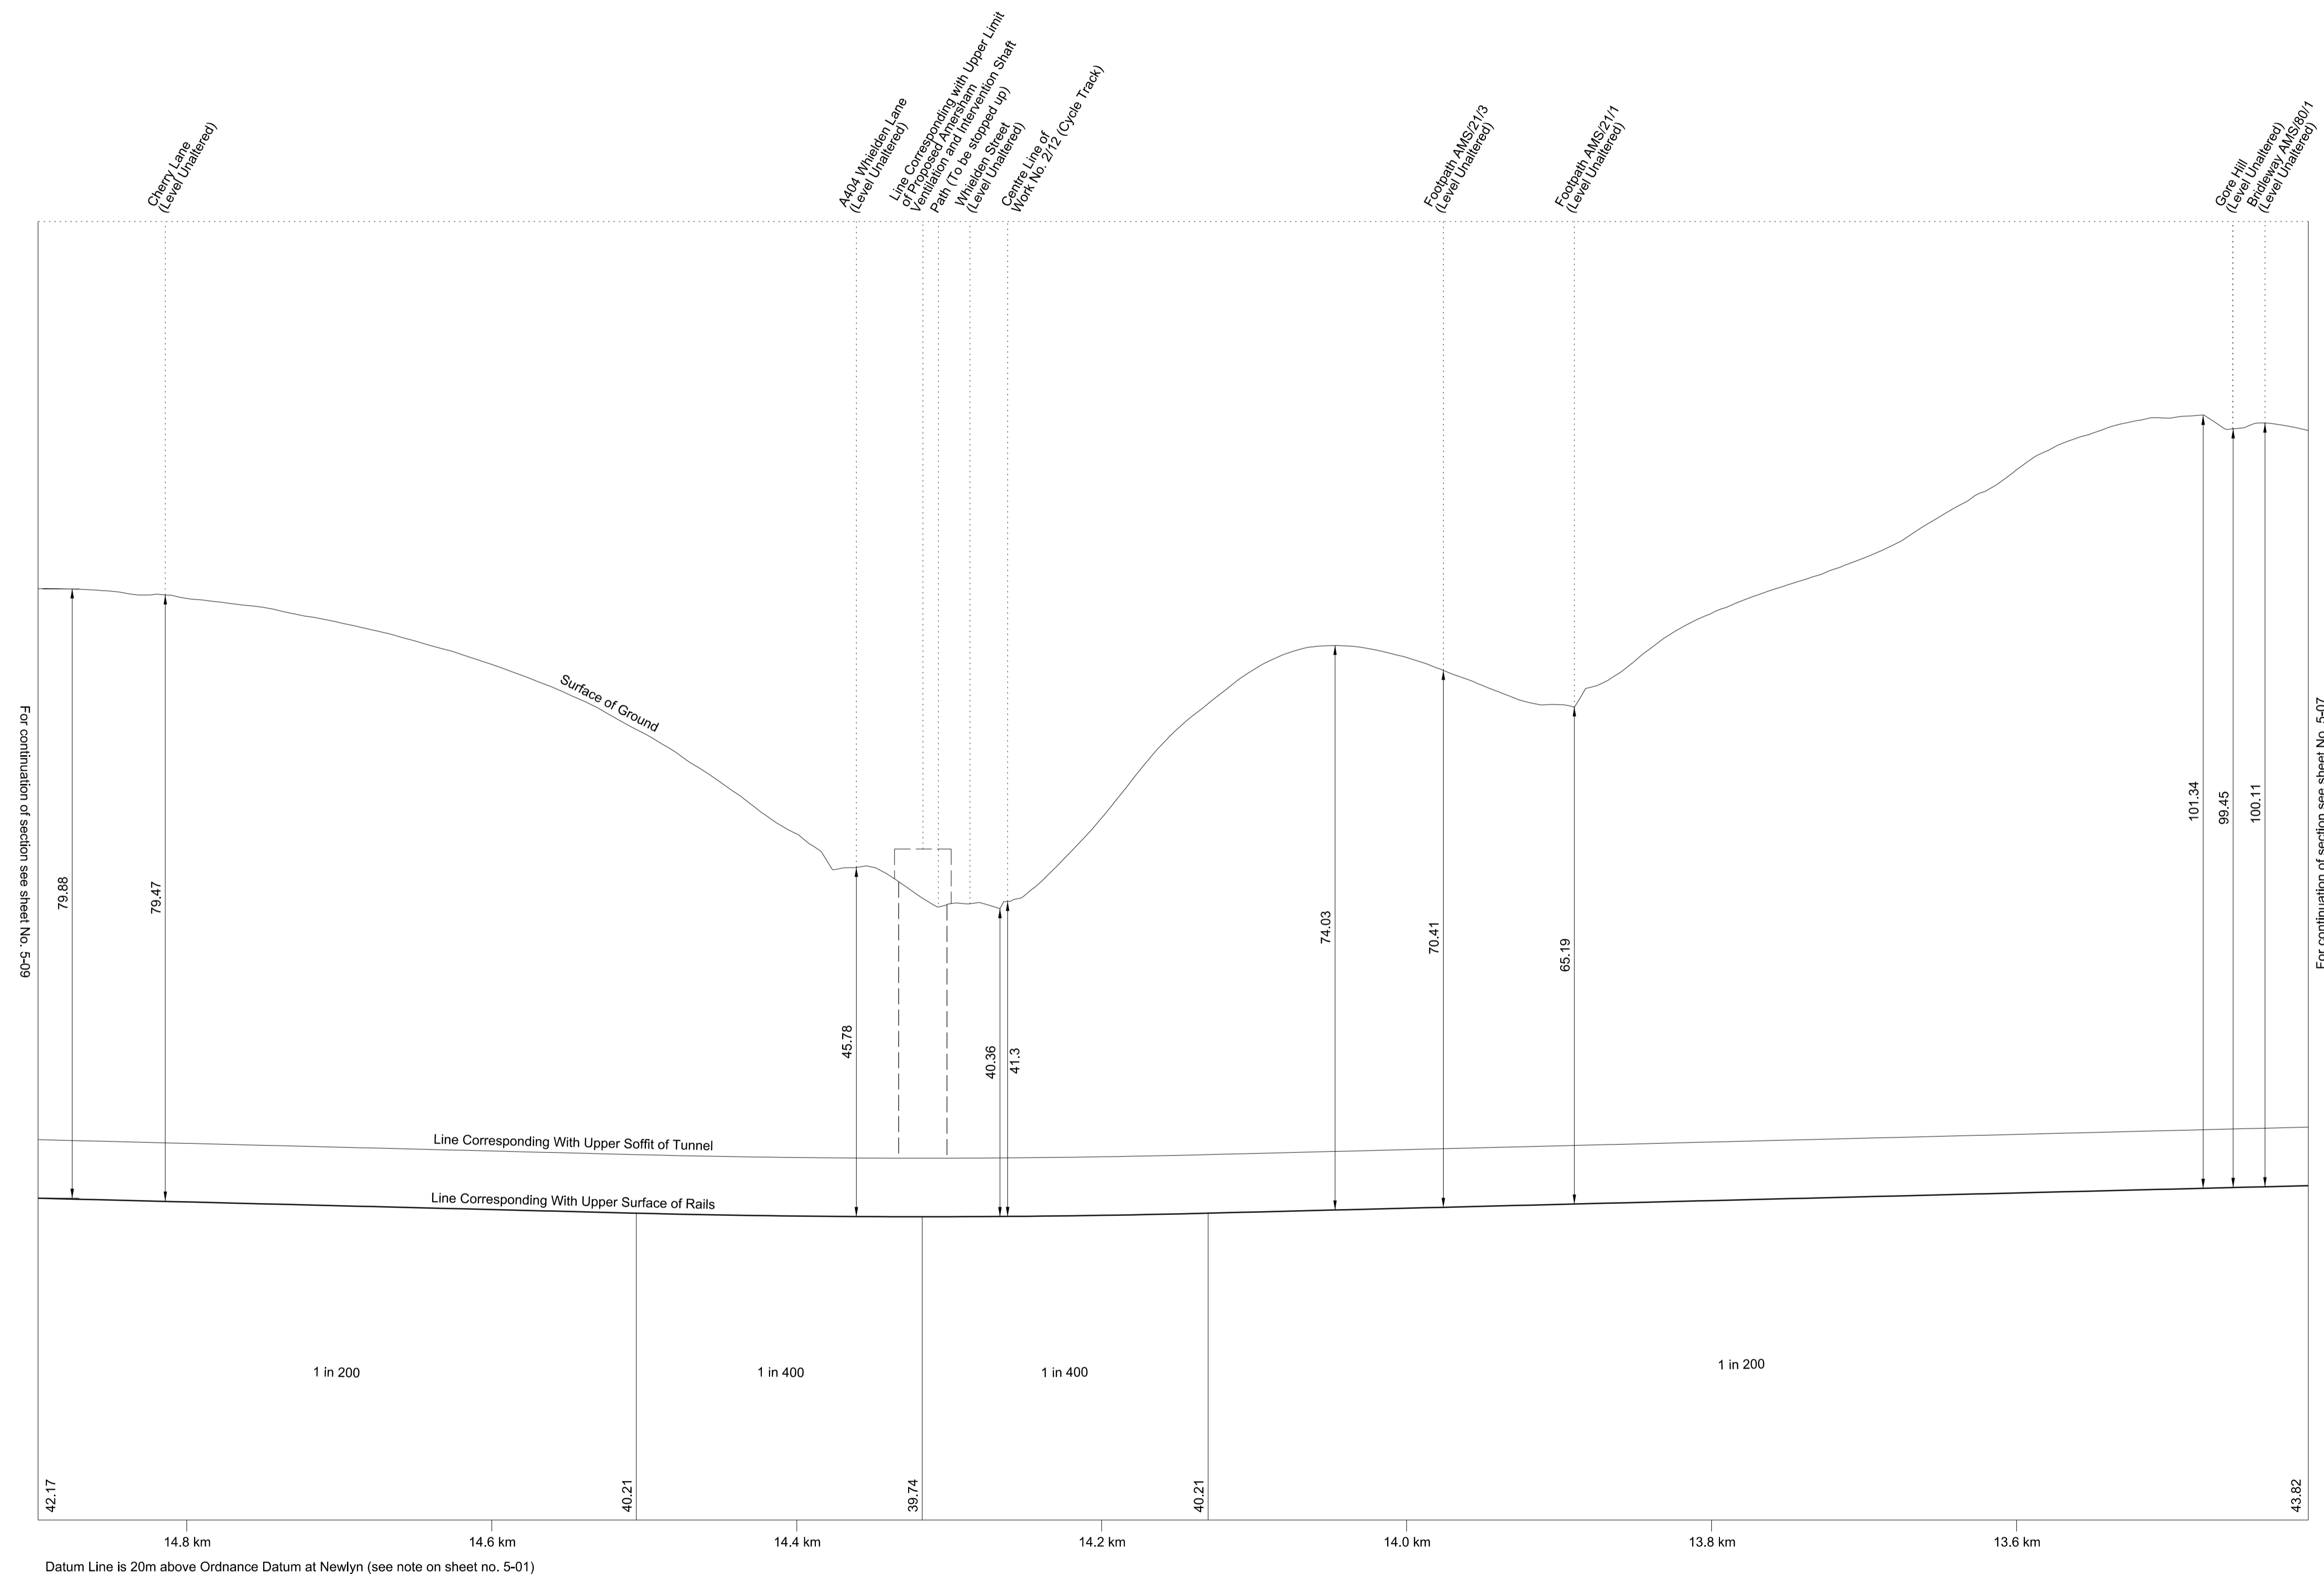 Cherry Lane
(Level Unaltered)
A404 Whielden Lane
(Level Unaltered)
Line Corresponding with Upper Limit
of Proposed Amersham
Ventilation and Intervention Shaft
Path (To be stopped up)
Whielden Street
(Level Unaltered)
Centre Line of
Work No. 2/12 (Cycle Track)
Footpath AMS/21/3
(Level Unaltered)
Footpath AMS/21/1
(Level Unaltered)
Gore Hill
(Level Unaltered)
Bridleway AMS/80/1
(Level Unaltered)
For continuation of section see sheet No. 5-09
Surface of Ground
For continuation of section see sheet No. 5-07
79.88
79.47
45.78
40.36
41.3
74.03
70.41
65.19
101.34
99.45
100.11
Line Corresponding With Upper Soffit of Tunnel
Line Corresponding With Upper Surface of Rails
1 in 200
1 in 400
1 in 400
1 in 200
42.17
40.21
39.74
40.21
43.82
14.8 km
14.6 km
14.4 km
14.2 km
14.0 km
13.8 km
13.6 km
Datum Line is 20m above Ordnance Datum at Newlyn (see note on sheet no. 5-01)